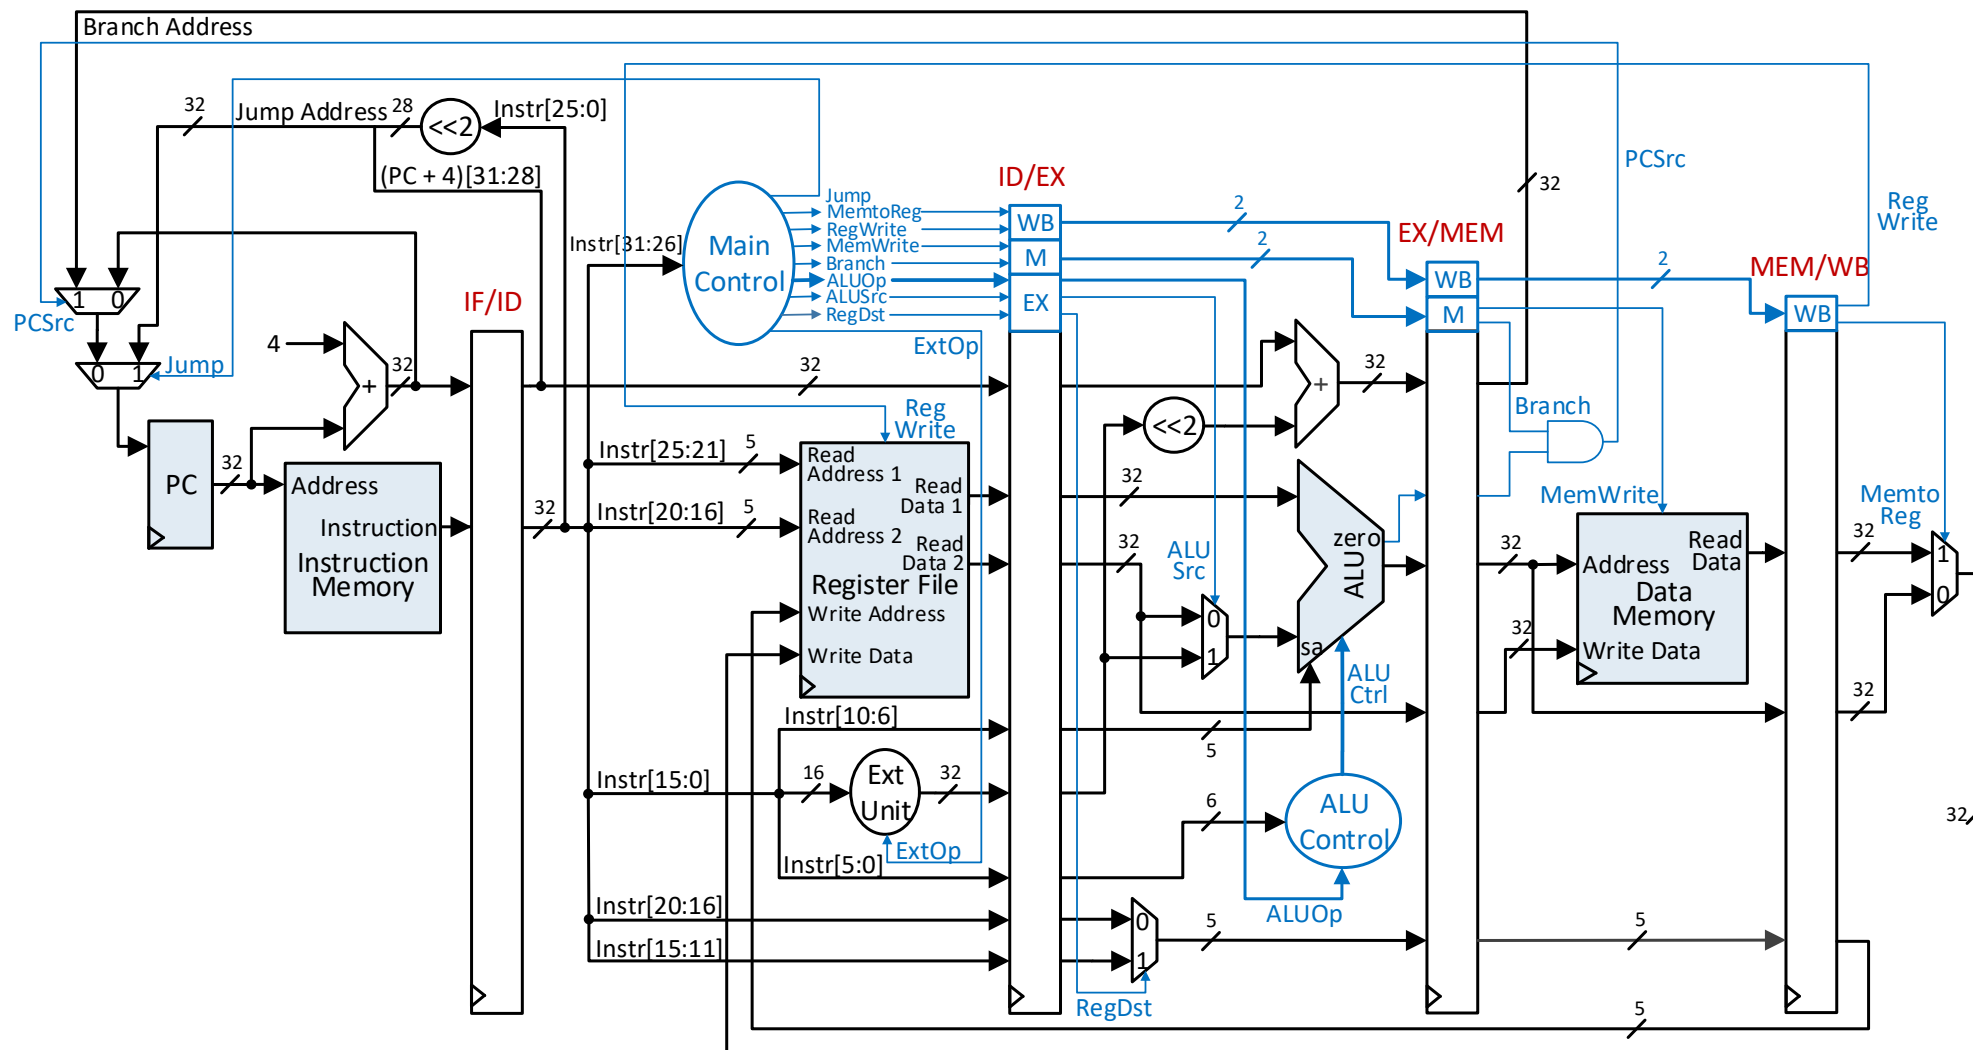 Branch Address
32
Jump Address
28
<<2
Instr[25:0]
(PC + 4)[31:28]
PCSrc
32
Reg
Write
ID/EX
Jump
MemtoReg
RegWrite
MemWrite
Branch
ALUOp
ALUSrc
RegDst
ExtOp
Main
Control
Instr[31:26]
WB
M
EX
2
2
EX/MEM
WB
M
2
MEM/WB
WB
IF/ID
1
0
PCSrc
0
1
Jump
4
+
32
32
+
32
<<2
Branch
Reg
Write
PC
32
Address
Instruction
Instruction
Memory
32
Instr[25:21]
5
Instr[20:16]
5
Read
Address 1
Read
Data 1
Read
Address 2
Read
Data 2
Register File
Write Address
Write Data
32
32
ALU
Src
0
1
zero
ALU
sa
ALU
Ctrl
32
MemWrite
Address
Read
Data
Data
Memory
Write Data
32
Memto
Reg
32
1
0
32
Instr[10:6]
5
Instr[15:0]
16
Ext
Unit
32
ExtOp
Instr[5:0]
6
ALU
Control
ALUOp
32
Instr[20:16]
Instr[15:11]
0
1
5
RegDst
5
5